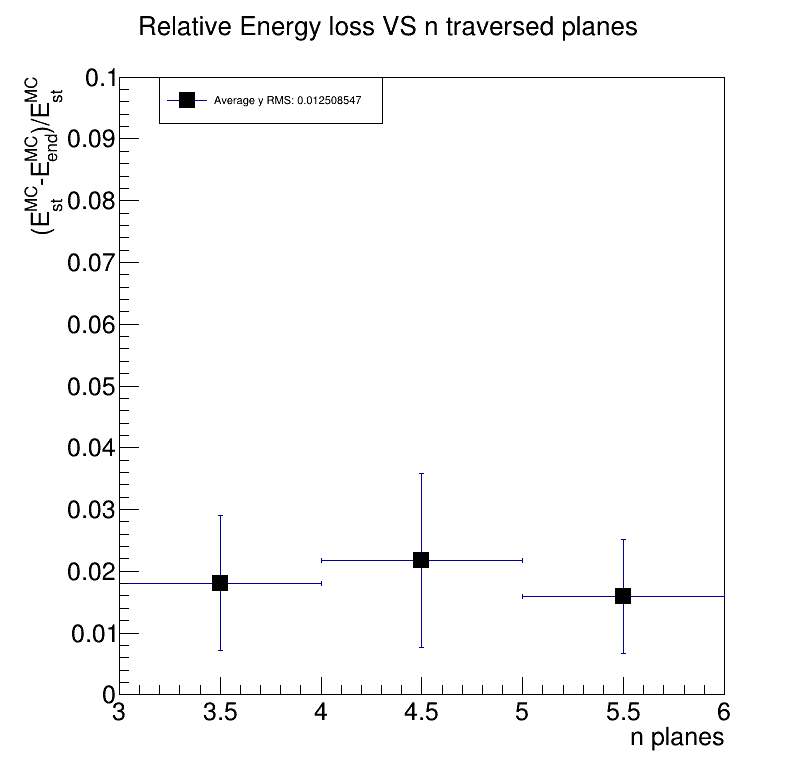 Relative Energy loss VS n traversed planes
(E_st^MC-E_end^MC)/E_st^MC
Average y RMS: 0.012508547
0.1
0.09
0.08
0.07
0.06
0.05
0.04
0.03
0.02
0.01
0
3 3.5 4 4.5 5 5.5 6
n planes